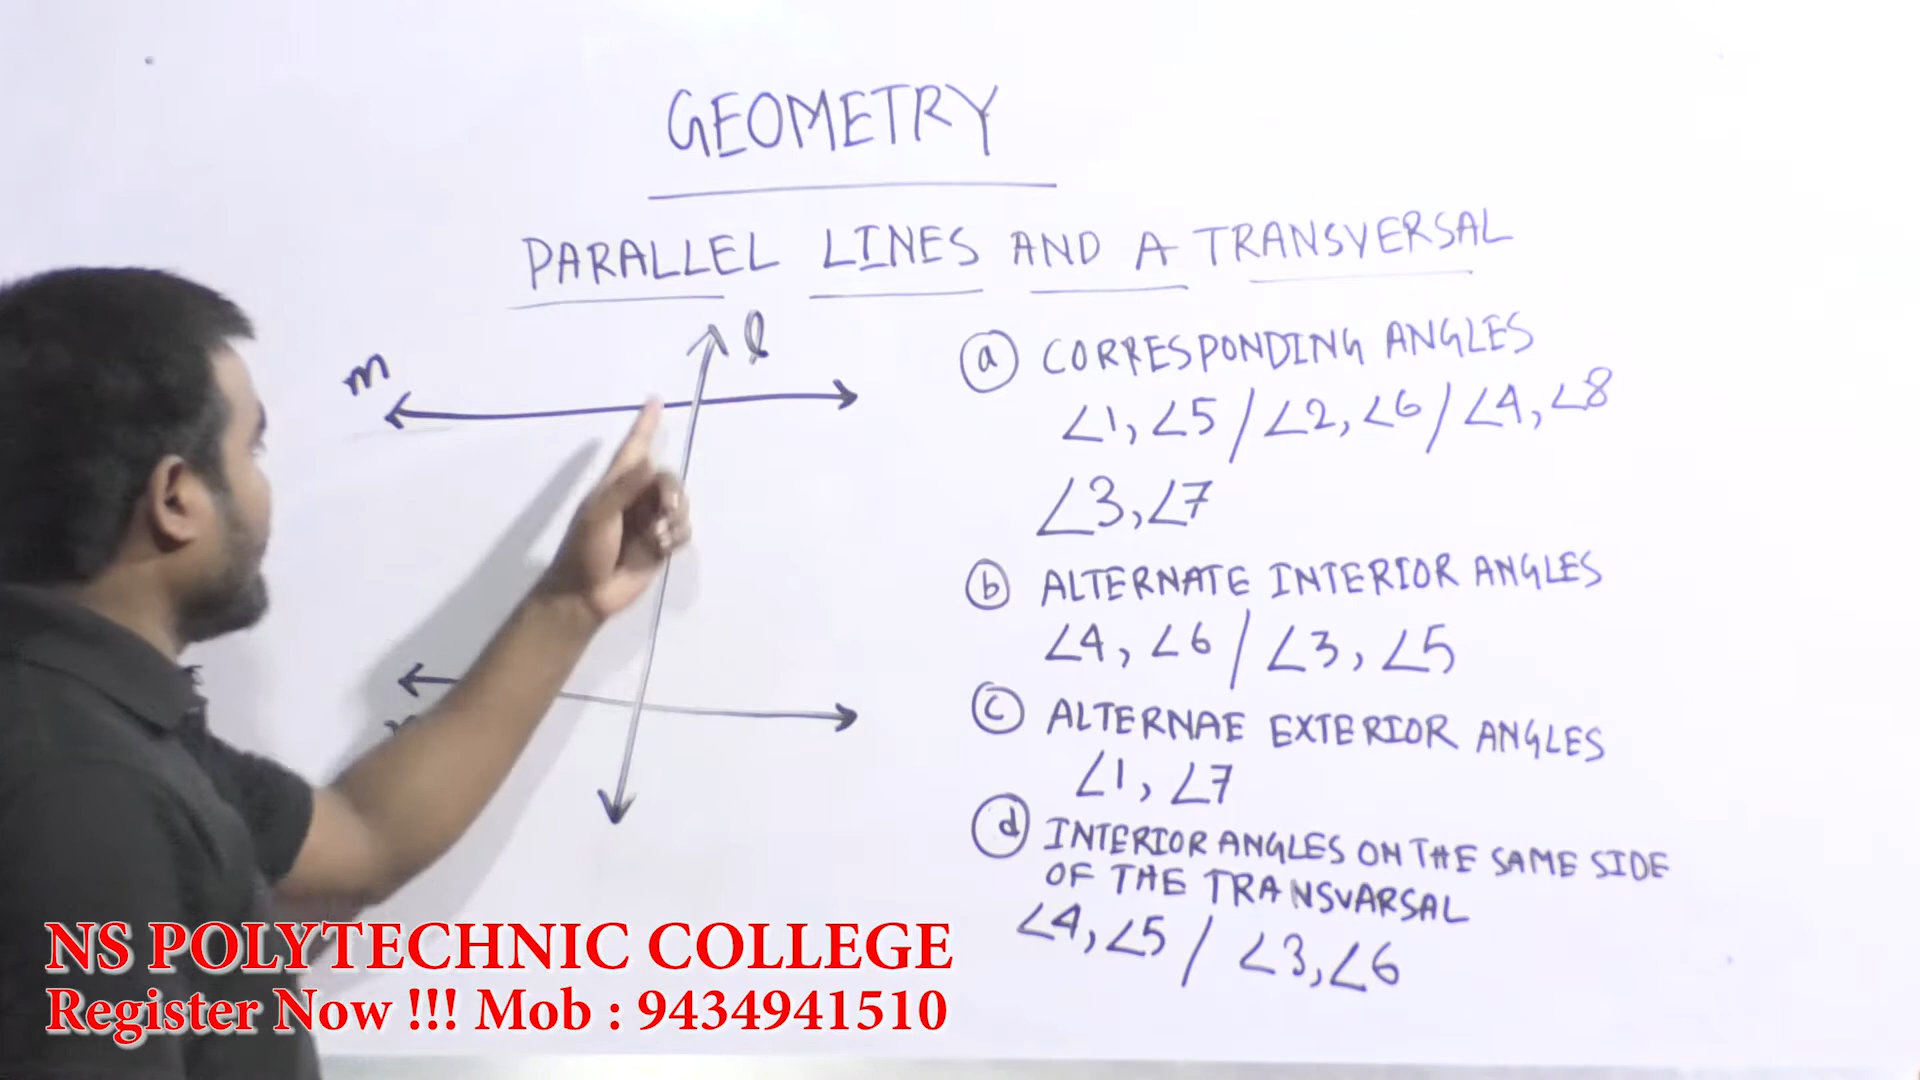 GEOMETRY
PARALLEL LINES AND A TRANSVERSAL
l
m
(a) CORRESPONDING ANGLES
∠1, ∠5 / ∠2, ∠6 / ∠4, ∠8
∠3, ∠7
(b) ALTERNATE INTERIOR ANGLES
∠4, ∠6 / ∠3, ∠5
(c) ALTERNAE EXTERIOR ANGLES
∠1, ∠7
(d) INTERIOR ANGLES ON THE SAME SIDE
OF THE TRANSVARSAL
∠4, ∠5 / ∠3, ∠6
NS POLYTECHNIC COLLEGE
Register Now !!! Mob : 9434941510